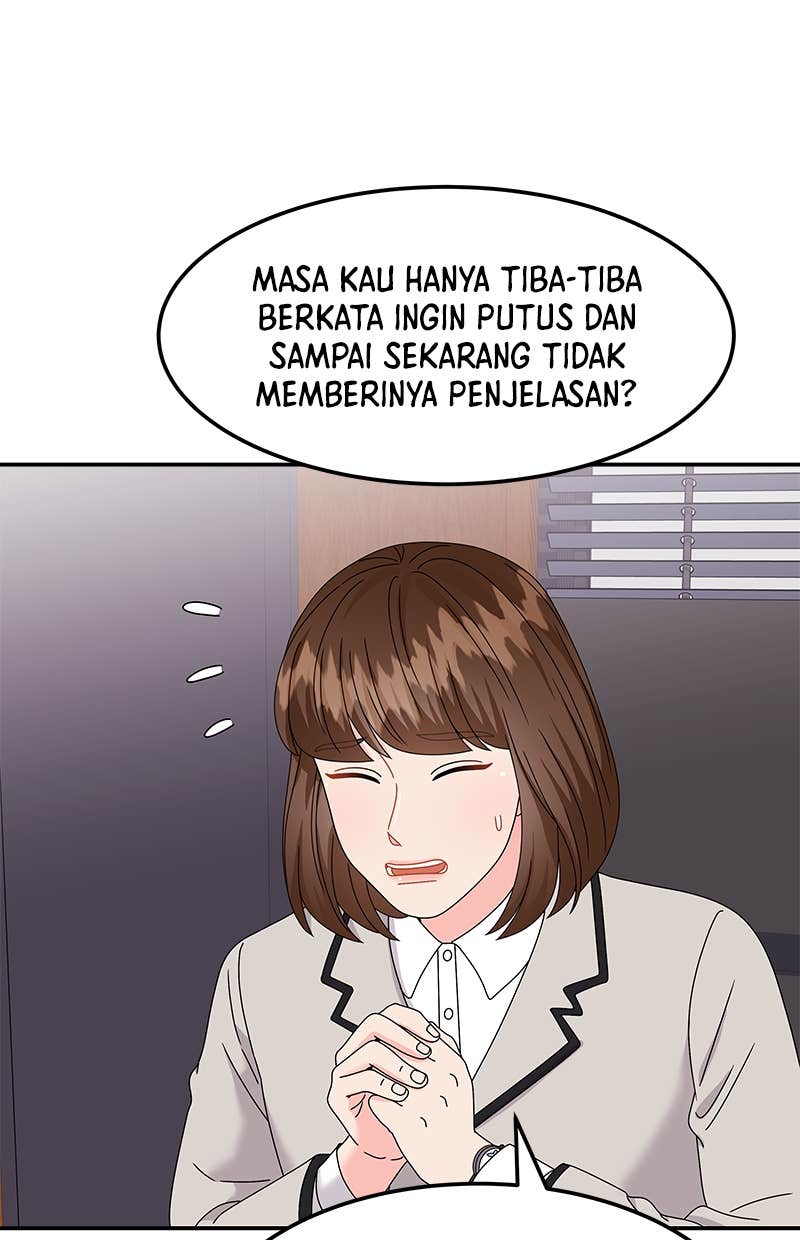 MASA KAU HANYA TIBA-TIBA
BERKATA INGIN PUTUS DAN
SAMPAI SEKARANG TIDAK
MEMBERINYA PENJELASAN?